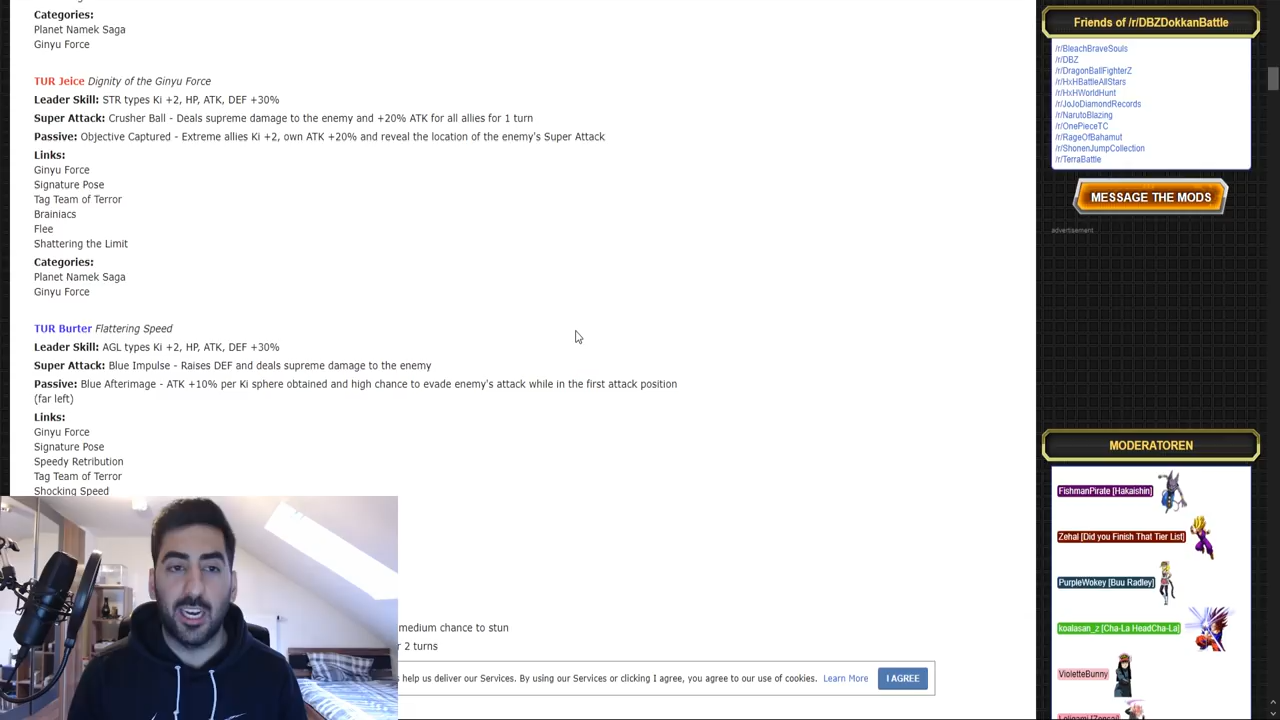 Categories:
Planet Namek Saga
Ginyu Force
TUR Jeice Dignity of the Ginyu Force
Leader Skill: STR types Ki +2, HP, ATK, DEF +30%
Super Attack: Crusher Ball - Deals supreme damage to the enemy and +20% ATK for all allies for 1 turn
Passive: Objective Captured - Extreme allies Ki +2, own ATK +20% and reveal the location of the enemy's Super Attack
Links:
Ginyu Force
Signature Pose
Tag Team of Terror
Brainiacs
Flee
Shattering the Limit
Categories:
Planet Namek Saga
Ginyu Force
TUR Burter Flattering Speed
Leader Skill: AGL types Ki +2, HP, ATK, DEF +30%
Super Attack: Blue Impulse - Raises DEF and deals supreme damage to the enemy
Passive: Blue Afterimage - ATK +10% per Ki sphere obtained and high chance to evade enemy's attack while in the first attack position
(far left)
Links:
Ginyu Force
Signature Pose
Speedy Retribution
Tag Team of Terror
Shocking Speed
medium chance to stun
r 2 turns
s help us deliver our Services. By using our Services or clicking I agree, you agree to our use of cookies. Learn More
I AGREE
Friends of /r/DBZDokkanBattle
/r/BleachBraveSouls
/r/DBZ
/r/DragonBallFighterZ
/r/HxHBattleAllStars
/r/HxHWorldHunt
/r/JoJoDiamondRecords
/r/NarutoBlazing
/r/OnePieceTC
/r/RageOfBahamut
/r/ShonenJumpCollection
/r/TerraBattle
MESSAGE THE MODS
advertisement
MODERATOREN
FishmanPirate [Hakaishin]
Zehal [Did you Finish That Tier List]
PurpleWokey [Buu Radley]
koalasan_z [Cha-La HeadCha-La]
VioletteBunny